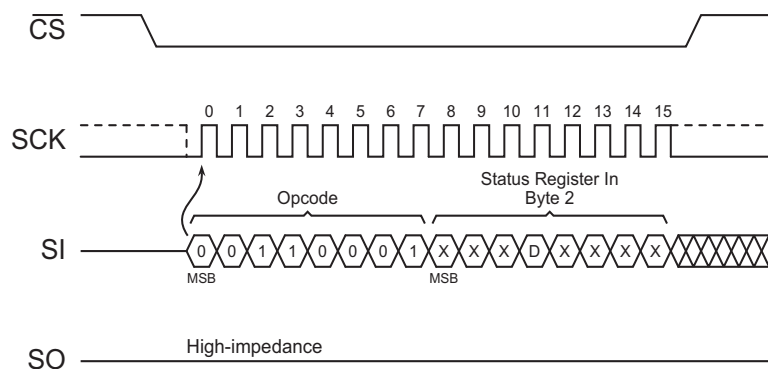 CS
0 1 2 3 4 5 6 7 8 9 10 11 12 13 14 15
SCK
Status Register In
Opcode
Byte 2
SI
0 0 1 1 0 0 0 1 X X X D X X X X
MSB
MSB
High-impedance
SO